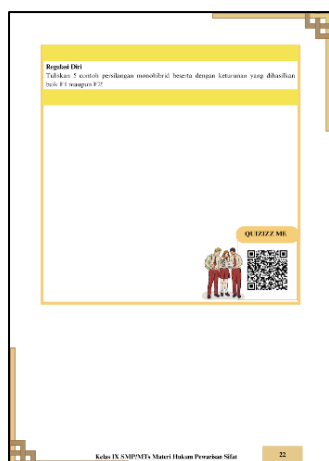 Regulasi Diri
Tuliskan 5 contoh persilangan monohibrid beserta dengan keturunan yang dihasilkan
baik F1 maupun F2!
QUIZIZZ ME
Kelas IX SMP/MTs Materi Hukum Pewarisan Sifat
22